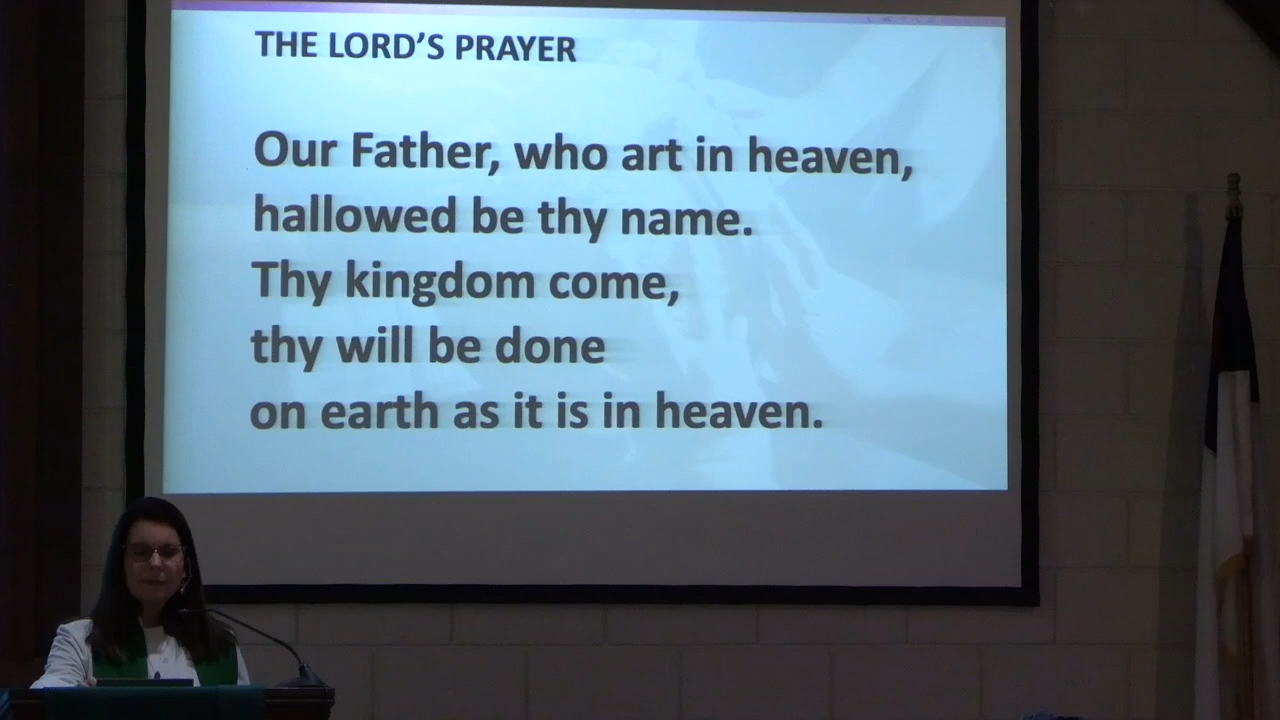 THE LORD'S PRAYER
Our Father, who art in heaven,
hallowed be thy name.
Thy kingdom come,
thy will be done
on earth as it is in heaven.